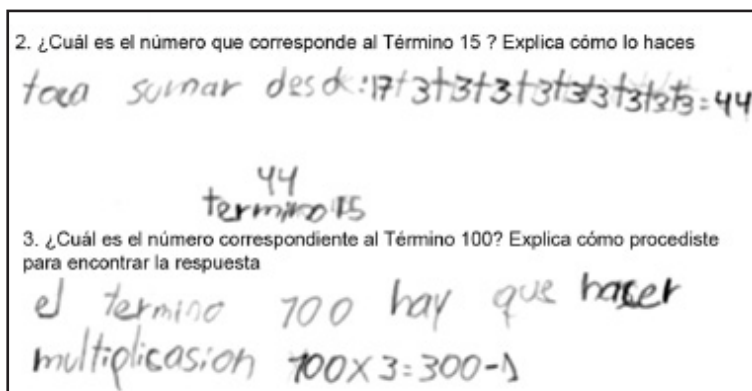 2. ¿Cuál es el número que corresponde al Término 15 ? Explica cómo lo haces
toca sumar desde:17+3+3+3+3+3+3+3+3+3=44
44
termino 15
3. ¿Cuál es el número correspondiente al Término 100? Explica cómo procediste
para encontrar la respuesta
el termino 100 hay que hacer
multiplicasion 100X3=300-1